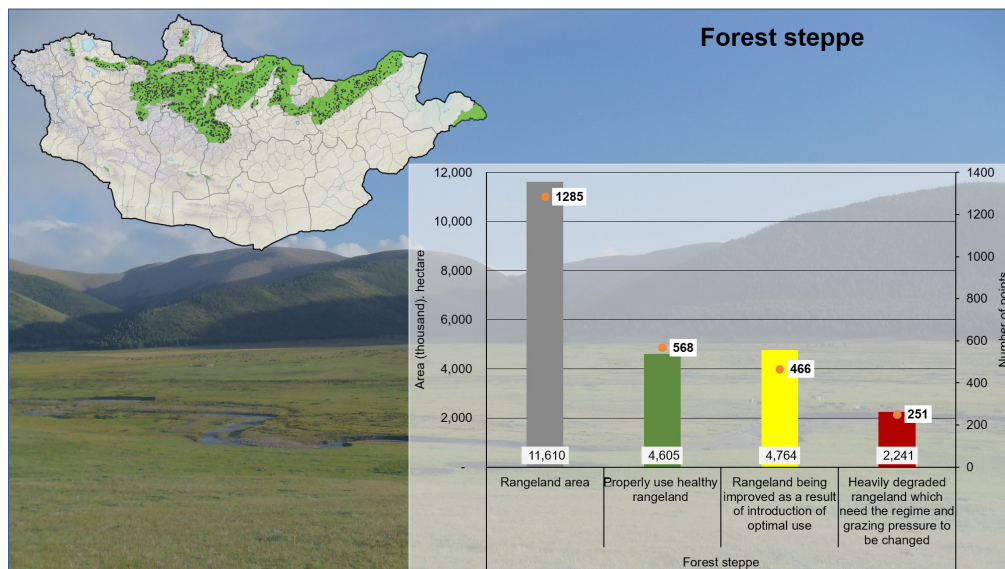 Forest steppe
12,000
10,000
8,000
6,000
4,000
2,000
-
Area (thousand). hectare
1400
1200
1000
800
600
400
200
0
Number of points
1285
568
466
251
11,610
4,605
4,764
2,241
Rangeland area
Properly use healthy
rangeland
Rangeland being
improved as a result
of introduction of
optimal use
Heavily degraded
rangeland which
need the regime and
grazing pressure to
be changed
Forest steppe